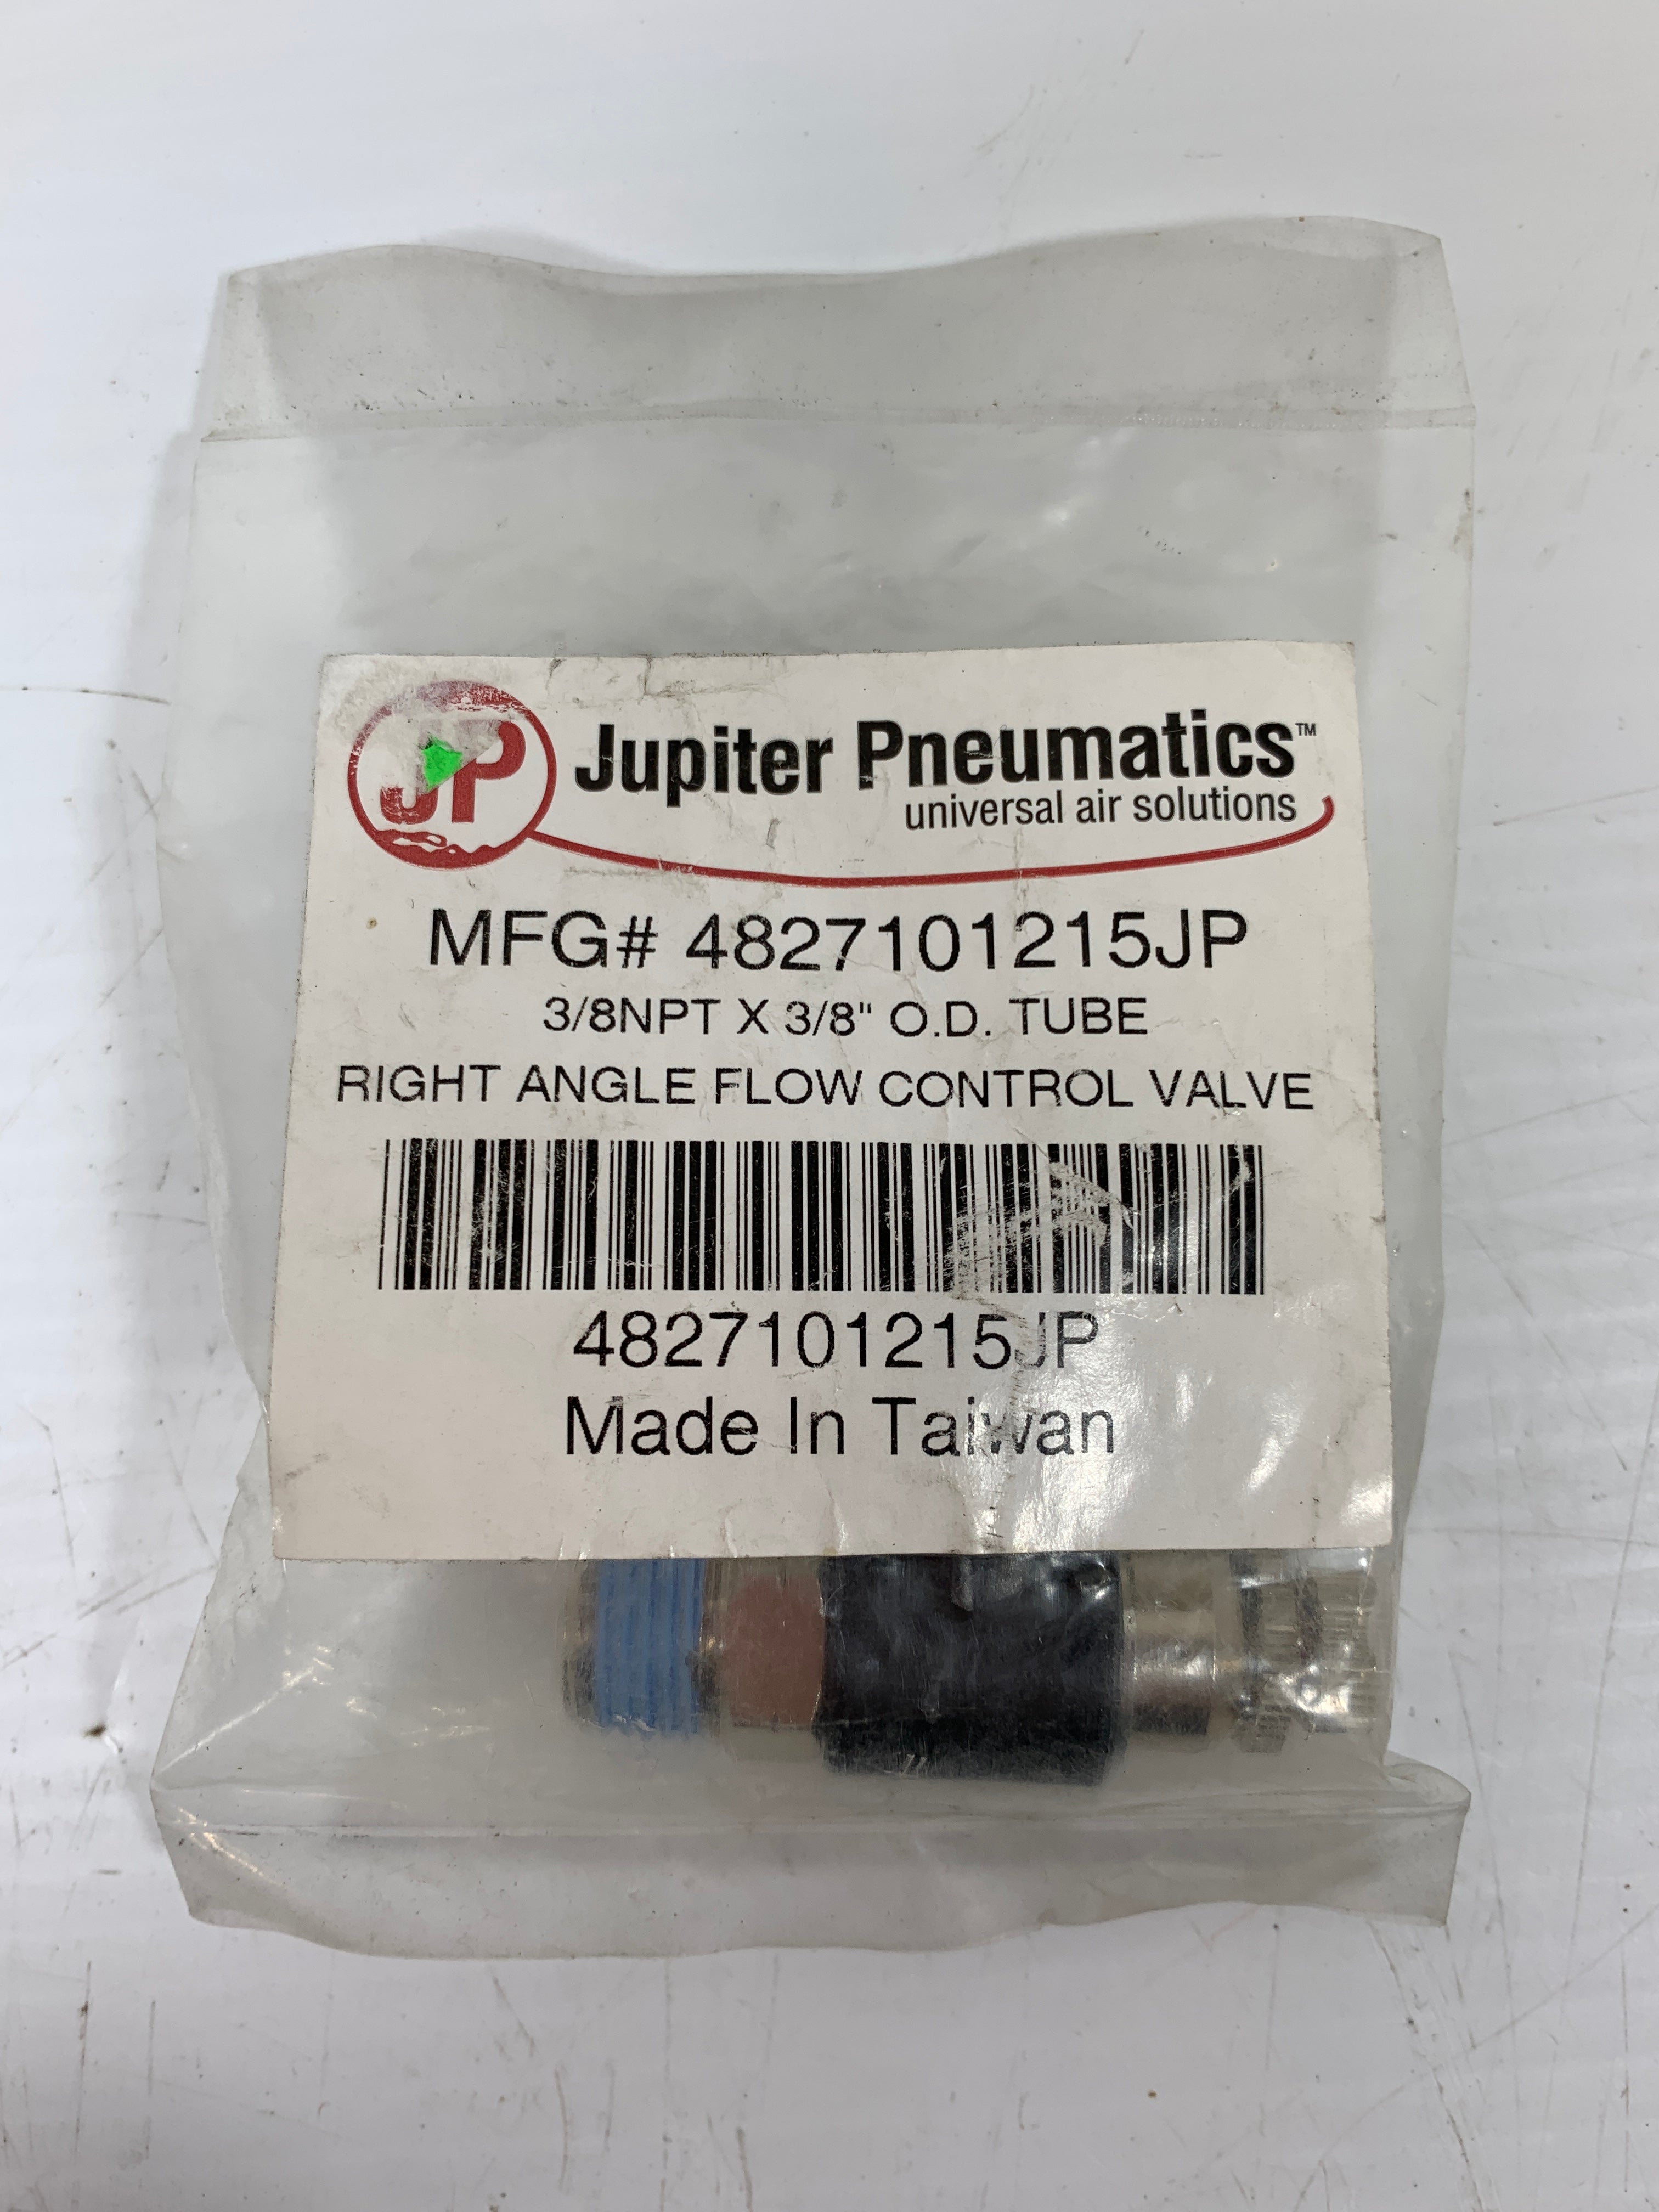 JP Jupiter Pneumatics™
universal air solutions
MFG# 4827101215JP
3/8NPT X 3/8" O.D. TUBE
RIGHT ANGLE FLOW CONTROL VALVE
4827101215JP
Made In Taiwan